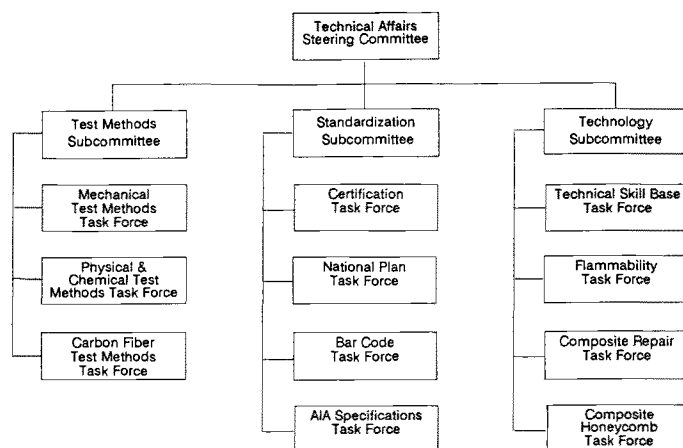 Technical Affairs
Steering Committee
Test Methods
Subcommittee
Mechanical
Test Methods
Task Force
Physical &
Chemical Test
Methods Task Force
Carbon Fiber
Test Methods
Task Force
Standardization
Subcommittee
Certification
Task Force
National Plan
Task Force
Bar Code
Task Force
AIA Specifications
Task Force
Technology
Subcommittee
Technical Skill Base
Task Force
Flammability
Task Force
Composite Repair
Task Force
Composite
Honeycomb
Task Force